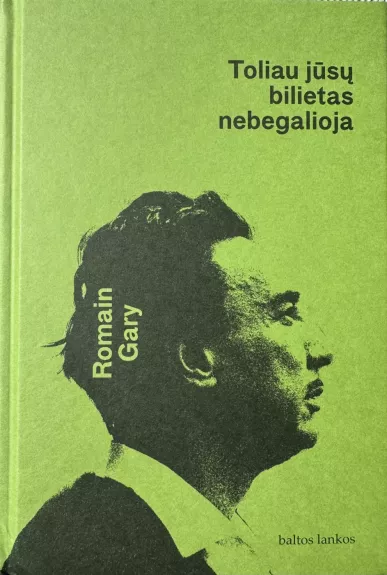 Toliau jūsų
bilietas
nebegalioja
Romain
Gary
baltos lankos